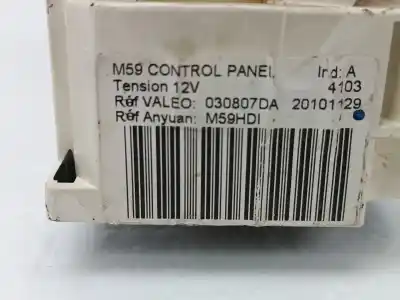 M59 CONTROL PANEL Ind: A
Tension 12V 4103
Réf VALEO: 030807DA 20101129
Réf Anyuan: M59HDI